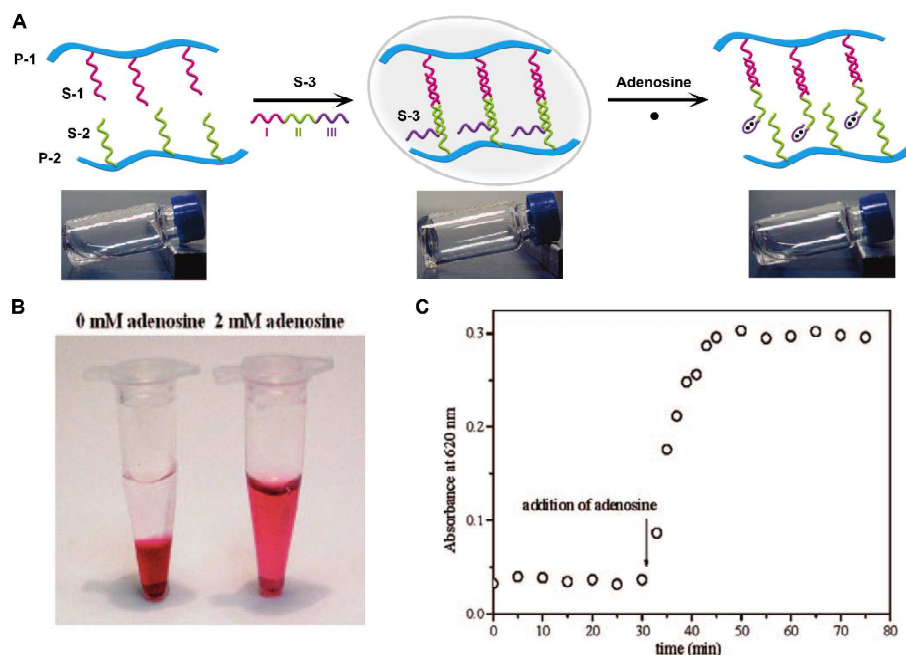 A
P-1
S-1
S-2
P-2
S-3
I II III
S-3
Adenosine
B
0 mM adenosine 2 mM adenosine
C
Absorbance at 620 nm
0.3
0.1
0.0
addition of adenosine
0 10 20 30 40 50 60 70 80
time (min)